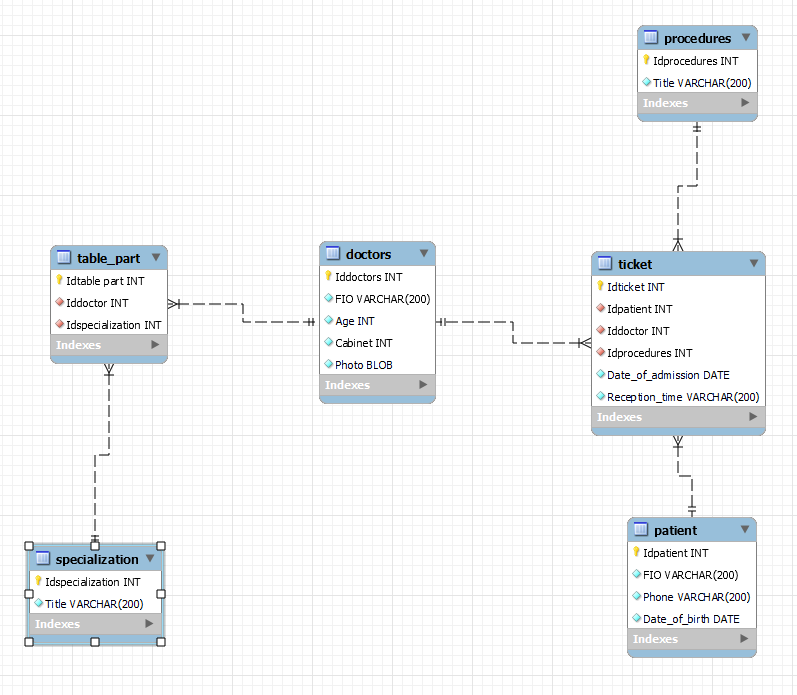 procedures
Idprocedures INT
Title VARCHAR(200)
Indexes
table_part
Idtable part INT
Iddoctor INT
Idspecialization INT
Indexes
doctors
Iddoctors INT
FIO VARCHAR(200)
Age INT
Cabinet INT
Photo BLOB
Indexes
ticket
Idticket INT
Idpatient INT
Iddoctor INT
Idprocedures INT
Date_of_admission DATE
Reception_time VARCHAR(200)
Indexes
specialization
Idspecialization INT
Title VARCHAR(200)
Indexes
patient
Idpatient INT
FIO VARCHAR(200)
Phone VARCHAR(200)
Date_of_birth DATE
Indexes